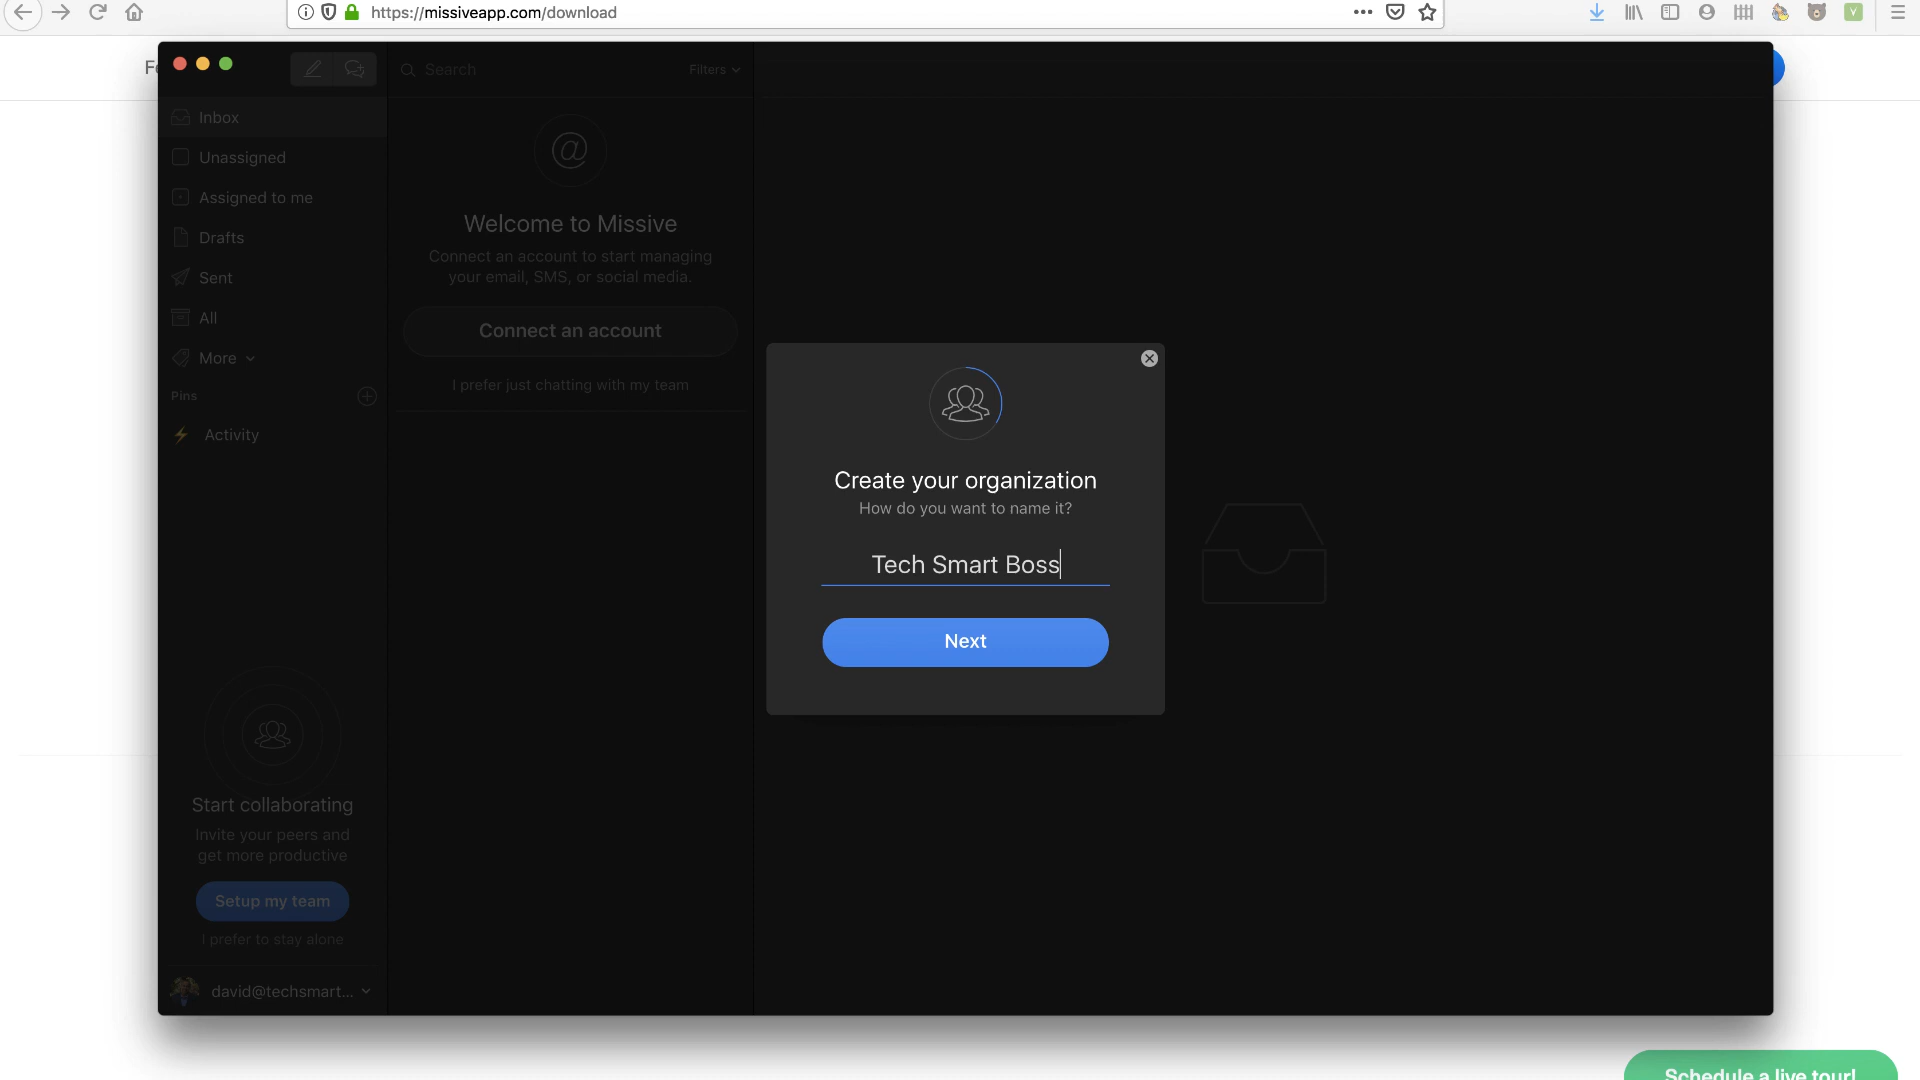 https://missiveapp.com/download
Search
Filters
Inbox
Unassigned
Assigned to me
Drafts
Sent
All
More
Pins
Activity
@
Welcome to Missive
Connect an account to start managing
your email, SMS, or social media.
Connect an account
I prefer just chatting with my team
Create your organization
How do you want to name it?
Tech Smart Boss
Next
Start collaborating
Invite your peers and
get more productive
Setup my team
I prefer to stay alone
david@techsmart...
Schedule a live tour!